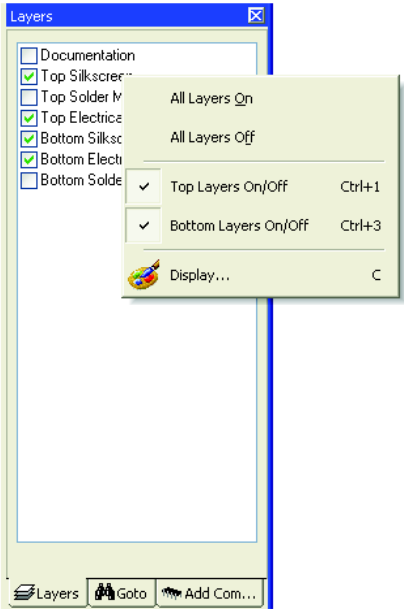 Layers
Documentation
Top Silkscreen
Top Solder M
Top Electrica
Bottom Silksc
Bottom Electr
Bottom Solde
All Layers On
All Layers Off
Top Layers On/Off Ctrl+1
Bottom Layers On/Off Ctrl+3
Display... C
Layers Goto Add Com...